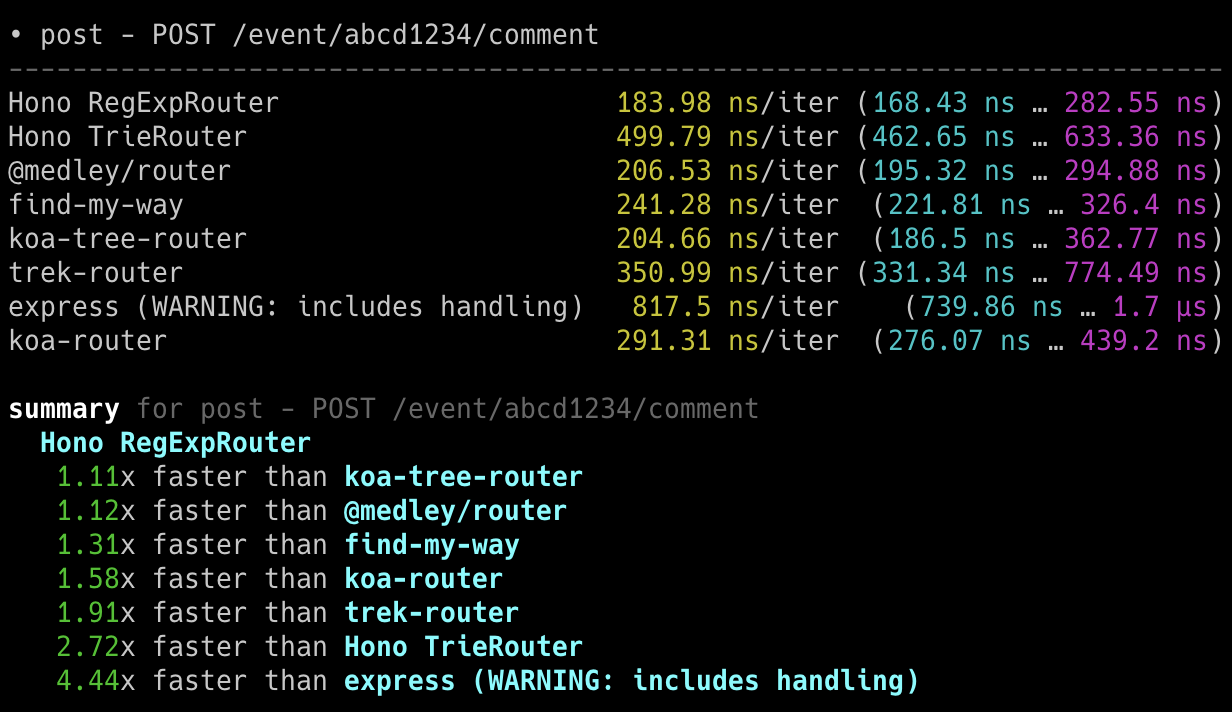 • post - POST /event/abcd1234/comment
----------------------------------------------------------------------------
Hono RegExpRouter 183.98 ns/iter (168.43 ns … 282.55 ns)
Hono TrieRouter 499.79 ns/iter (462.65 ns … 633.36 ns)
@medley/router 206.53 ns/iter (195.32 ns … 294.88 ns)
find-my-way 241.28 ns/iter (221.81 ns … 326.4 ns)
koa-tree-router 204.66 ns/iter (186.5 ns … 362.77 ns)
trek-router 350.99 ns/iter (331.34 ns … 774.49 ns)
express (WARNING: includes handling) 817.5 ns/iter (739.86 ns … 1.7 µs)
koa-router 291.31 ns/iter (276.07 ns … 439.2 ns)
summary for post - POST /event/abcd1234/comment
Hono RegExpRouter
1.11x faster than koa-tree-router
1.12x faster than @medley/router
1.31x faster than find-my-way
1.58x faster than koa-router
1.91x faster than trek-router
2.72x faster than Hono TrieRouter
4.44x faster than express (WARNING: includes handling)